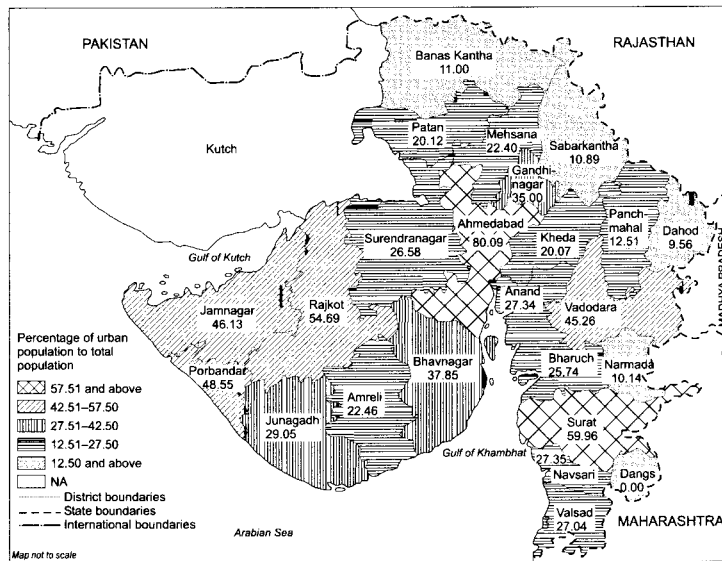 PAKISTAN
RAJASTHAN
Banas Kantha
11.00
Patan
20.12
Mehsana
22.40
Sabarkantha
10.89
Kutch
Gandhi-
nagar
35.00
Ahmedabad
80.09
Panch-
mahal
12.51
Dahod
9.56
MADHYA PRADESH
Surendranagar
26.58
Kheda
20.07
Gulf of Kutch
Anand
27.34
Jamnagar
46.13
Rajkot
54.69
Vadodara
45.26
Bhavnagar
37.85
Bharuch
25.74
Narmada
10.14
Porbandar
48.55
Amreli
22.46
Junagadh
29.05
Surat
59.96
Gulf of Khambhat
27.35
Navsari
Dangs
0.00
Valsad
27.04
MAHARASHTRA
Arabian Sea
Percentage of urban
population to total
population
57.51 and above
42.51–57.50
27.51–42.50
12.51–27.50
12.50 and above
NA
District boundaries
State boundaries
International boundaries
Map not to scale